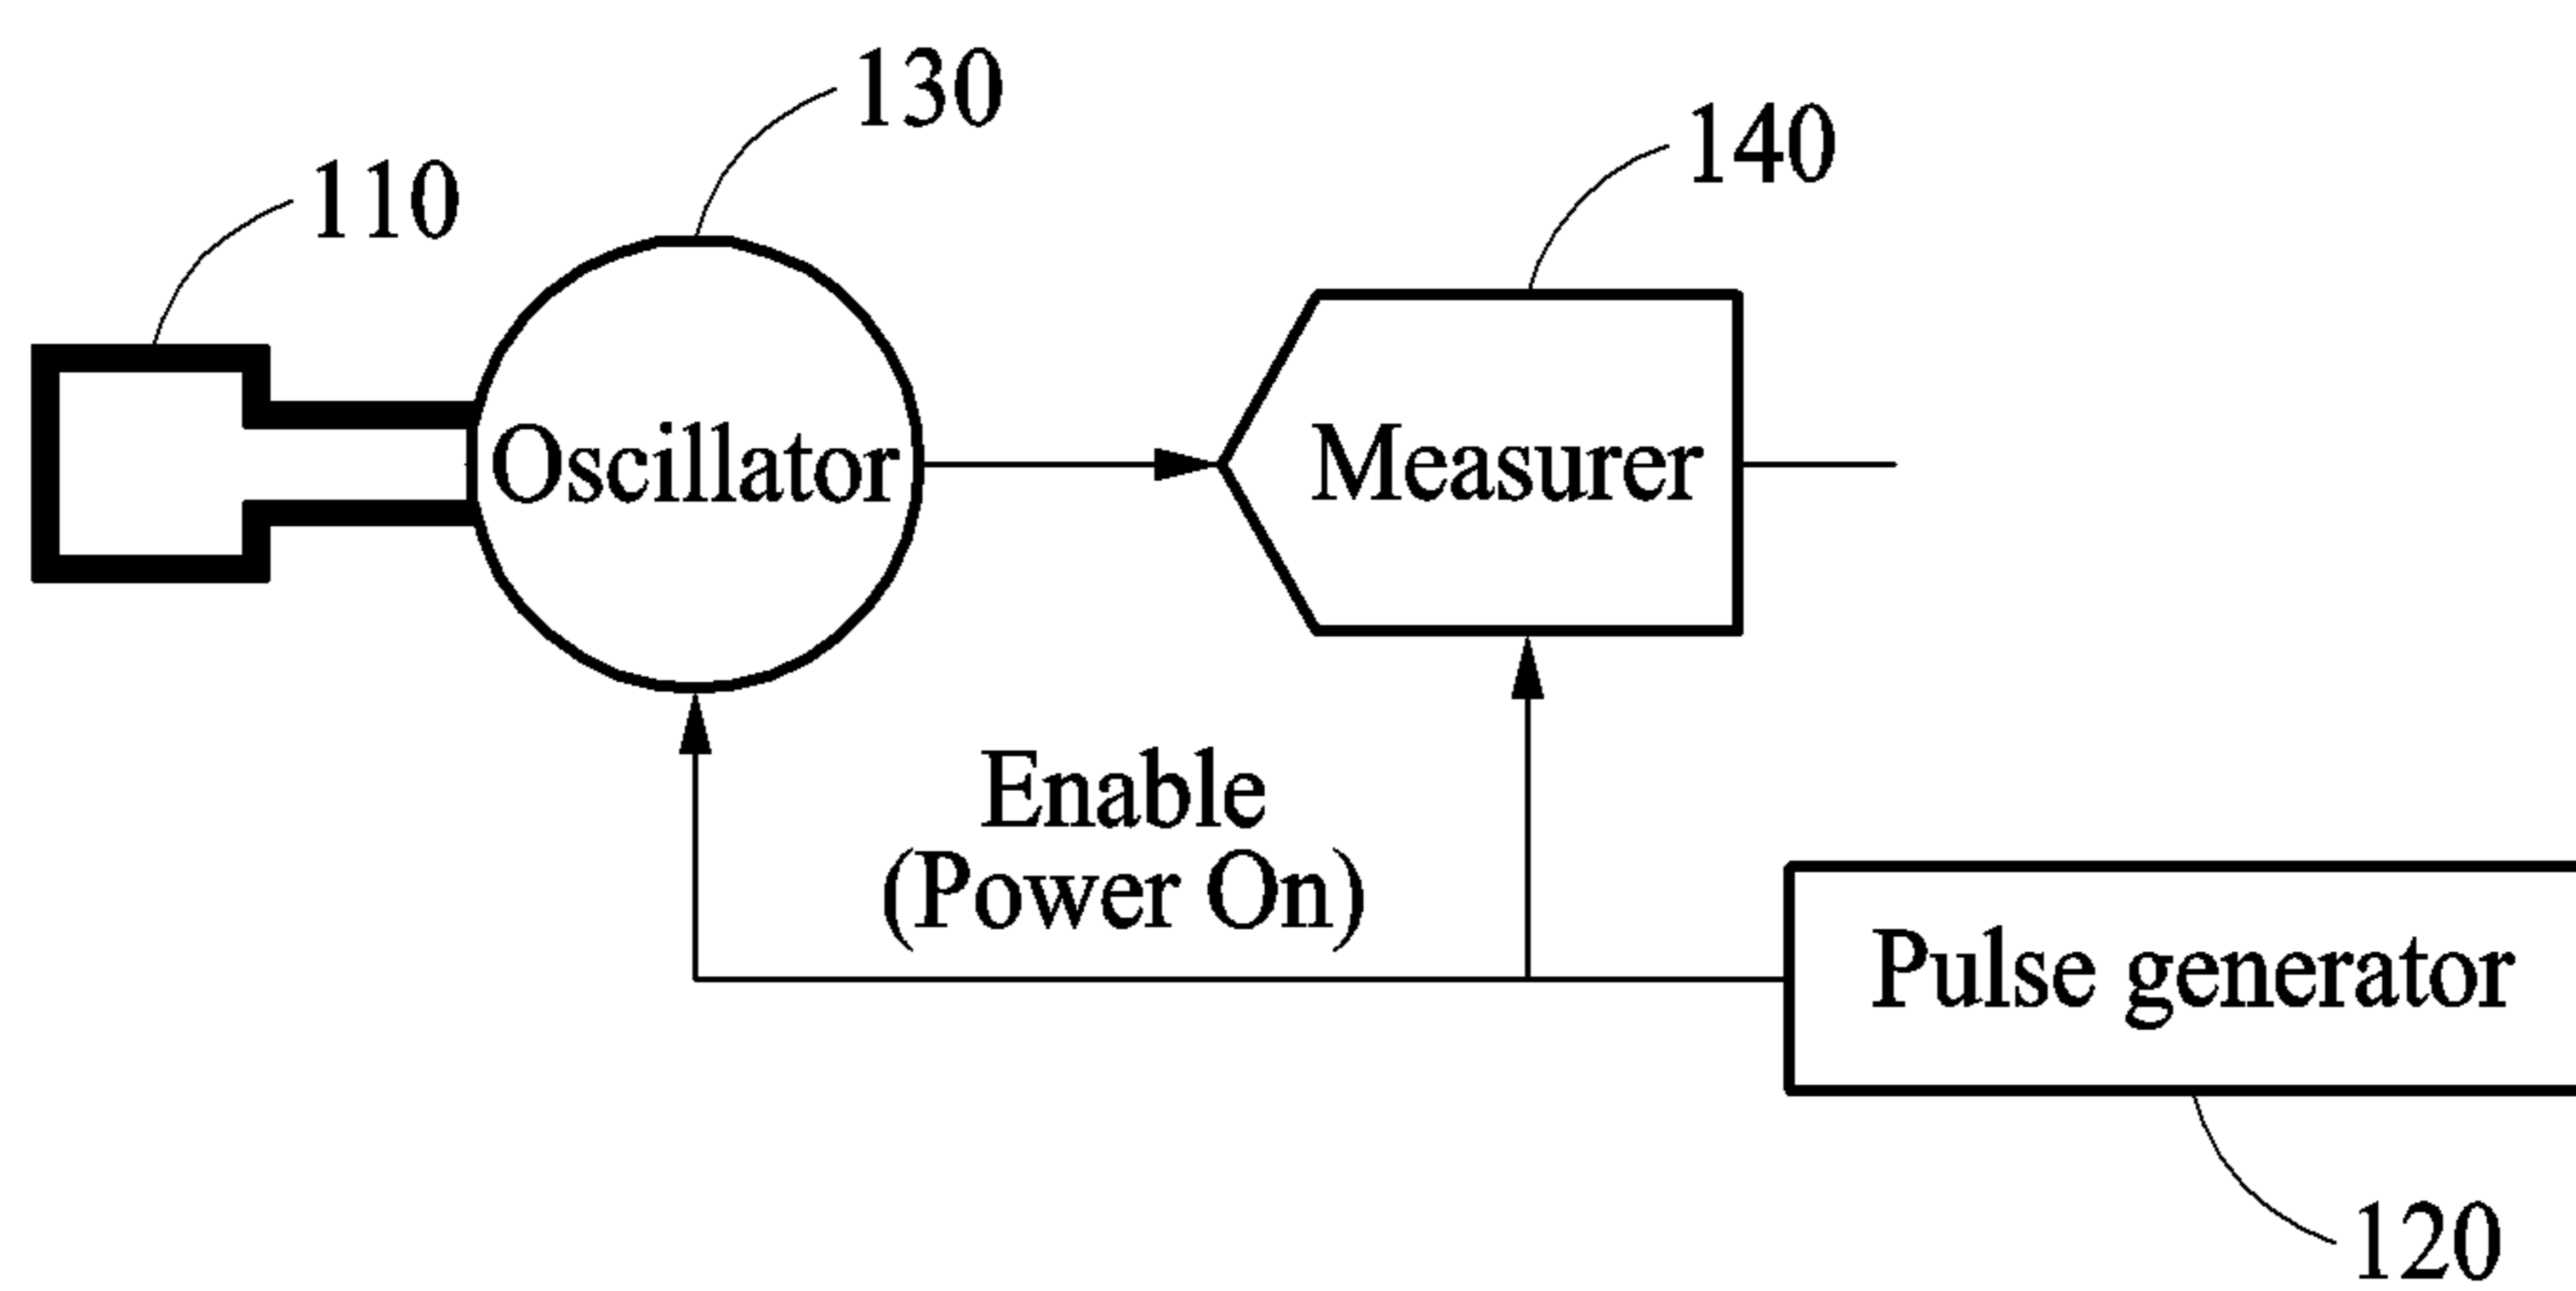 130
140
110
Oscillator
Measurer
Enable
(Power On)
Pulse generator
120